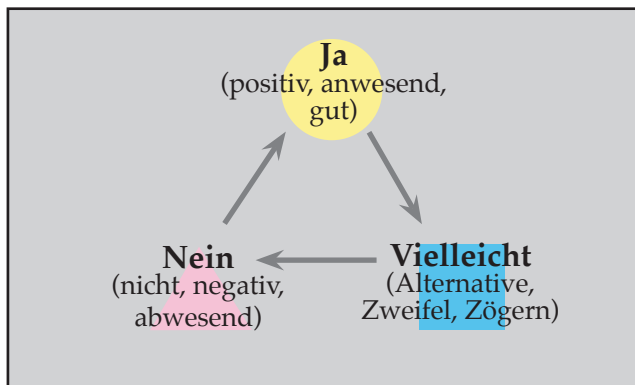 Ja
(positiv, anwesend,
gut)
Nein
(nicht, negativ,
abwesend)
Vielleicht
(Alternative,
Zweifel, Zögern)